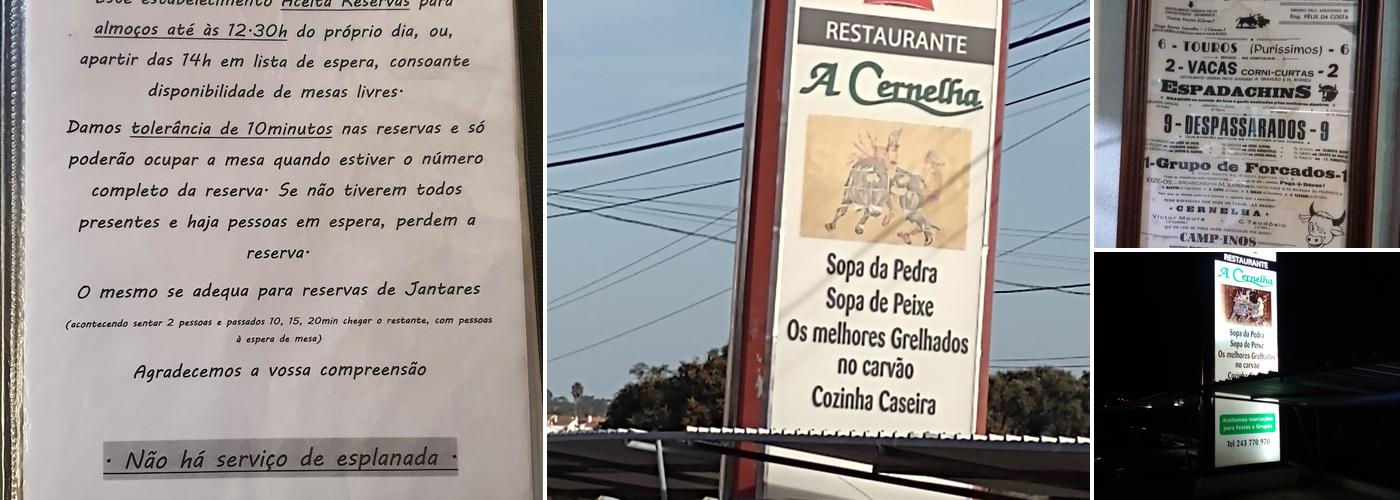 Este estabelecimento Aceita Reservas para
almoços até às 12·30h do próprio dia, ou,
apartir das 14h em lista de espera, consoante
disponibilidade de mesas livres·
Damos tolerância de 10minutos nas reservas e só
poderão ocupar a mesa quando estiver o número
completo da reserva· Se não tiverem todos
presentes e haja pessoas em espera, perdem a
reserva·
O mesmo se adequa para reservas de Jantares
(acontecendo sentar 2 pessoas e passados 10, 15, 20min chegar o restante, com pessoas
à espera de mesa)
Agradecemos a vossa compreensão
· Não há serviço de esplanada ·
RESTAURANTE
A Cernelha
Sopa da Pedra
Sopa de Peixe
Os melhores Grelhados
no carvão
Cozinha Caseira
Eng. FÉLIX DA COSTA
6 - TOUROS (Puríssimos) - 6
2 - VACAS CORNI-CURTAS - 2
ESPADACHINS
9 - DESPASSARADOS - 9
1-Grupo de Forcados-1
· CERNELHA ·
Victor Moure C. Teodósio
CAMP-INOS
RESTAURANTE
A Cernelha
Sopa da Pedra
Sopa de Peixe
Os melhores Grelhados
no carvão
Aceitamos marcações
para Festas e Grupos
Tel 243 770 970